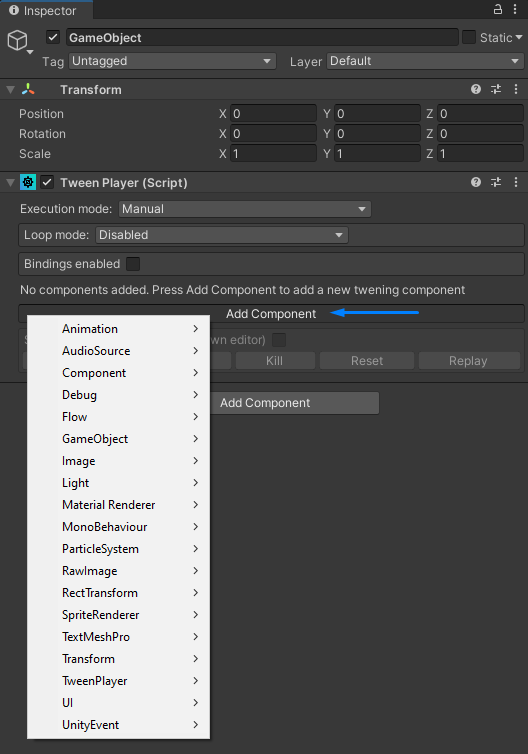 Inspector
GameObject Static
Tag Untagged Layer Default
Transform
Position X 0 Y 0 Z 0
Rotation X 0 Y 0 Z 0
Scale X 1 Y 1 Z 1
Tween Player (Script)
Execution mode: Manual
Loop mode: Disabled
Bindings enabled
No components added. Press Add Component to add a new twening component
Add Component
wn editor)
Kill Reset Replay
Add Component
Animation
AudioSource
Component
Debug
Flow
GameObject
Image
Light
Material Renderer
MonoBehaviour
ParticleSystem
RawImage
RectTransform
SpriteRenderer
TextMeshPro
Transform
TweenPlayer
UI
UnityEvent